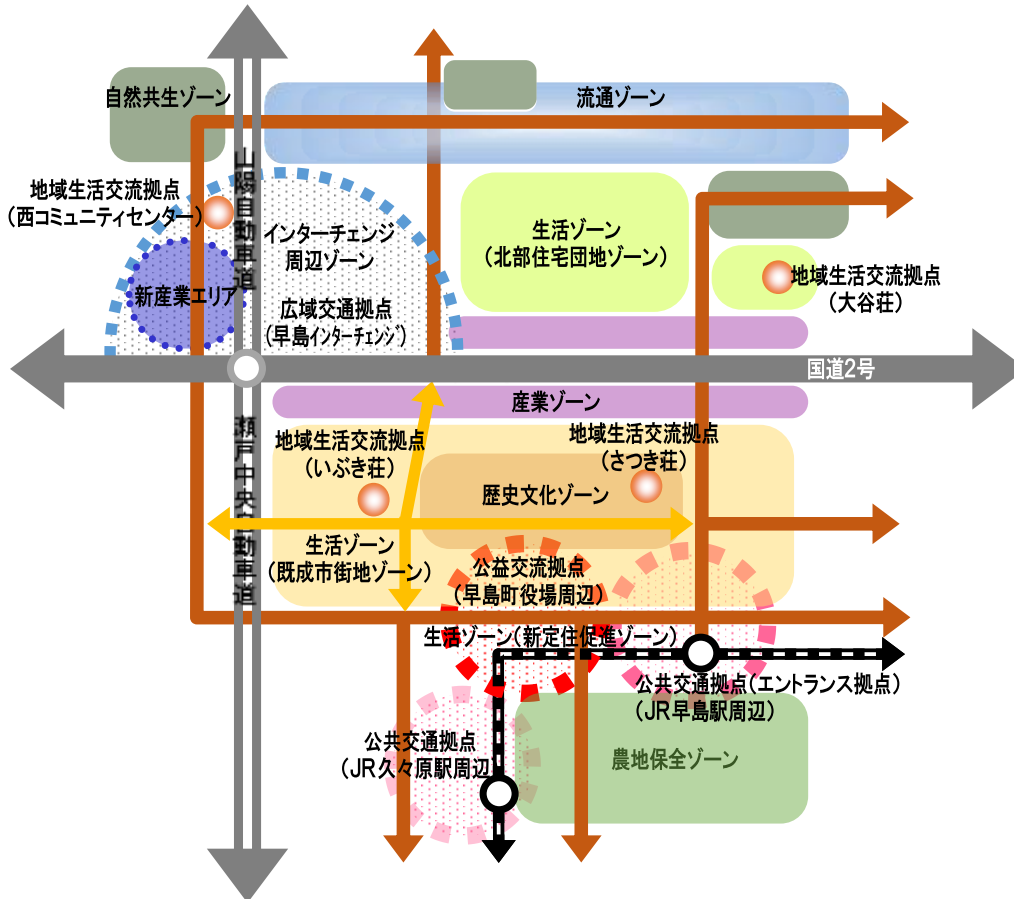 自然共生ゾーン
流通ゾーン
山陽自動車道
地域生活交流拠点
(西コミュニティセンター)
インターチェンジ
周辺ゾーン
生活ゾーン
(北部住宅団地ゾーン)
地域生活交流拠点
(大谷荘)
新産業エリア
広域交通拠点
(早島インターチェンジ)
国道2号
産業ゾーン
瀬戸中央自動車道
地域生活交流拠点
(いぶき荘)
地域生活交流拠点
(さつき荘)
歴史文化ゾーン
生活ゾーン
(既成市街地ゾーン)
公益交流拠点
(早島町役場周辺)
生活ゾーン(新定住促進ゾーン)
公共交通拠点(エントランス拠点)
(JR早島駅周辺)
公共交通拠点
(JR久々原駅周辺)
農地保全ゾーン